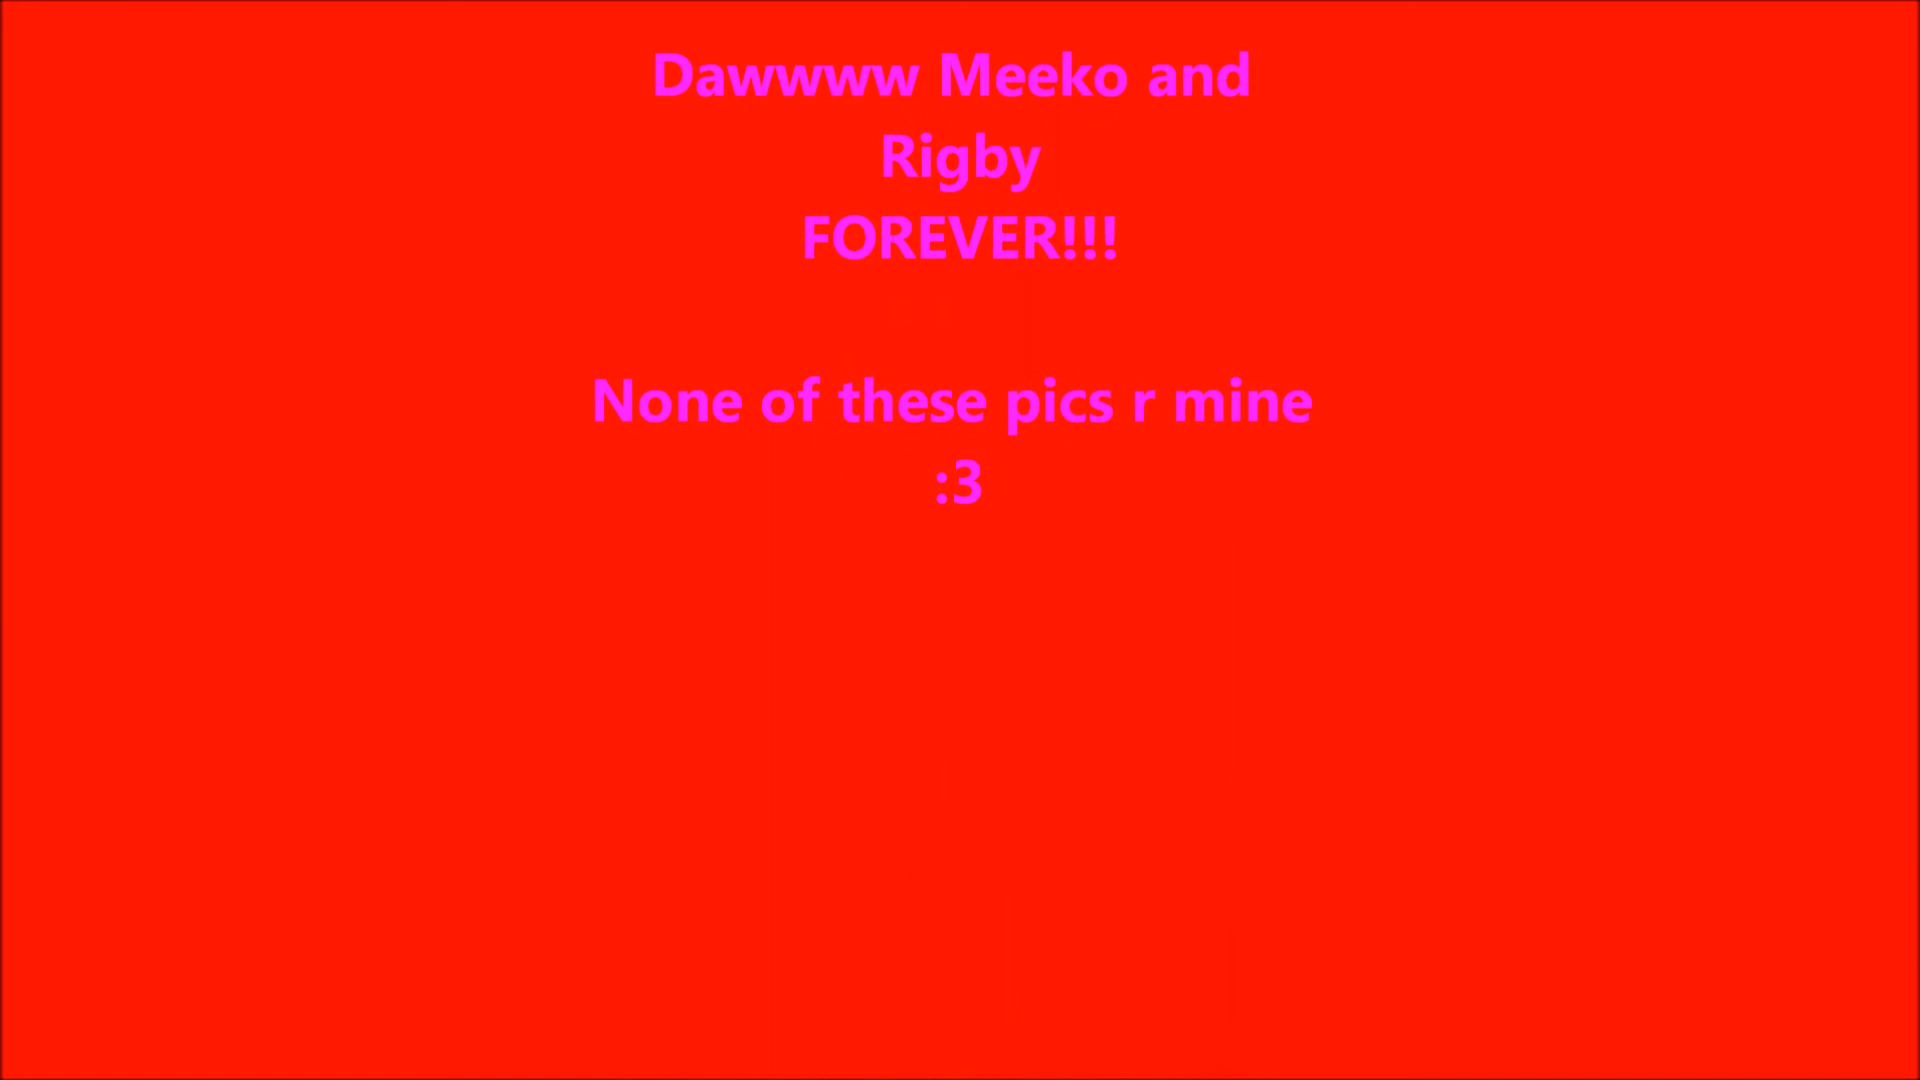 Dawwww Meeko and
Rigby
FOREVER!!!
None of these pics r mine
:3